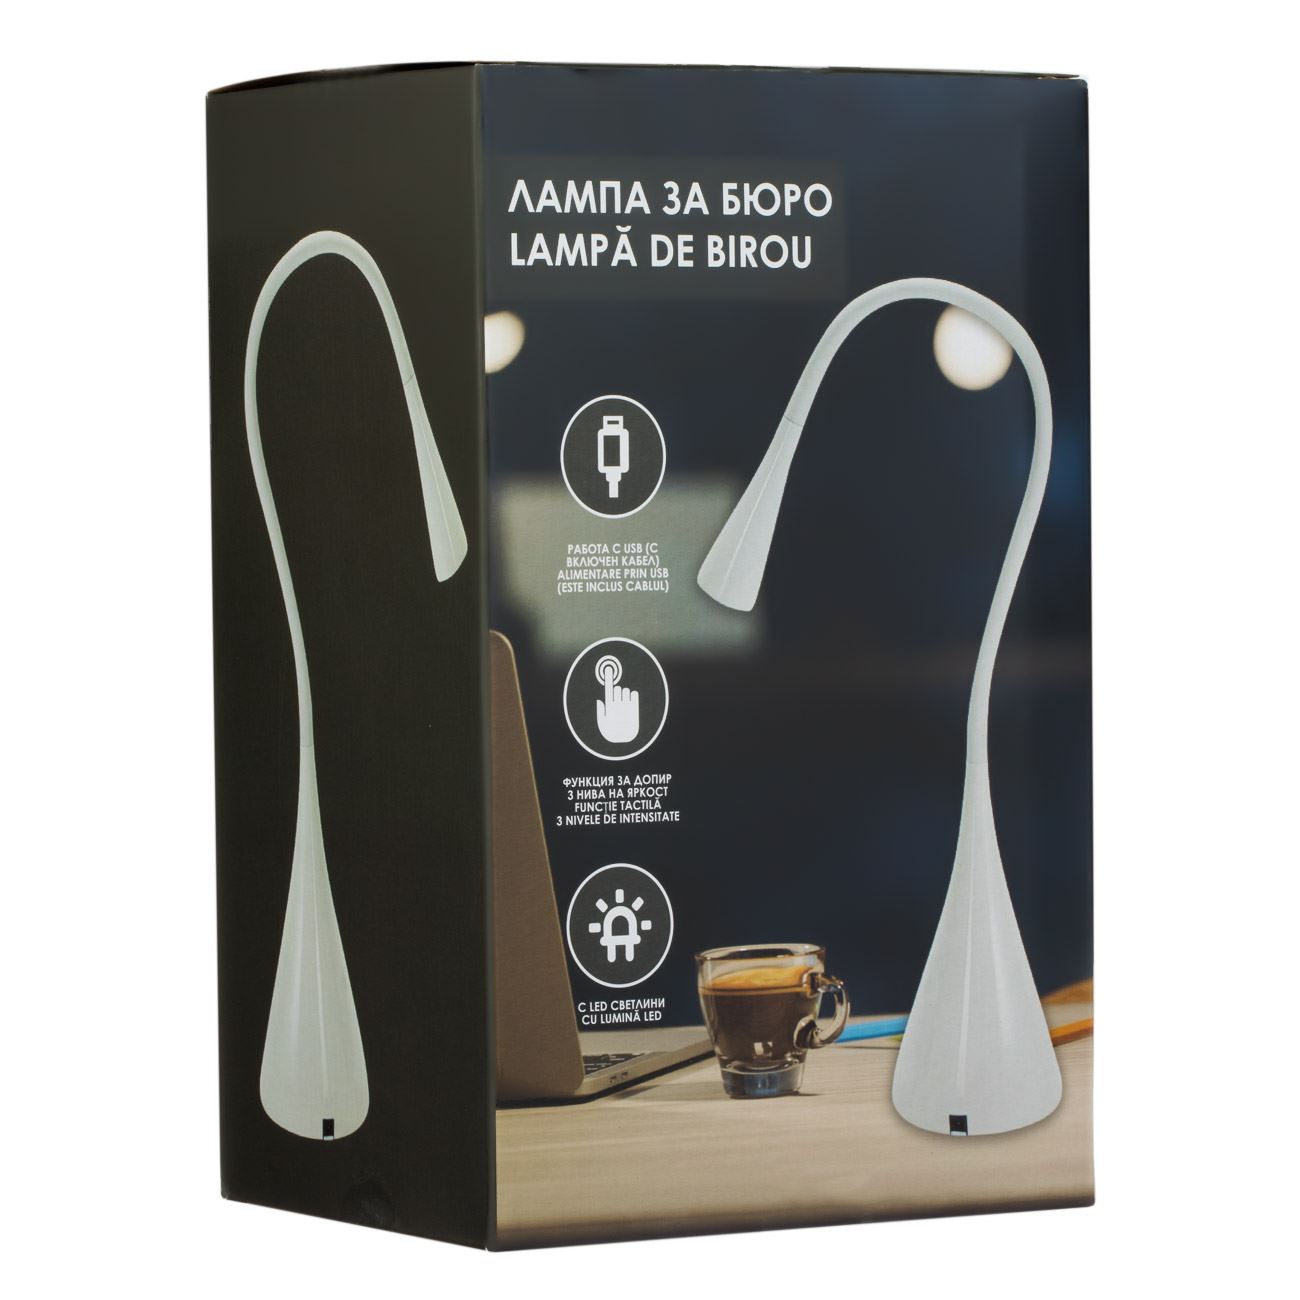 ЛАМПА ЗА БЮРО
LAMPĂ DE BIROU
РАБОТА С USB (С
ВКЛЮЧЕН КАБЕЛ)
ALIMENTARE PRIN USB
(ESTE INCLUS CABLUL)
ФУНКЦИЯ ЗА ДОПИР
3 НИВА НА ЯРКОСТ
FUNCȚIE TACTILĂ
3 NIVELE DE INTENSITATE
С LED СВЕТЛИНИ
CU LUMINĂ LED